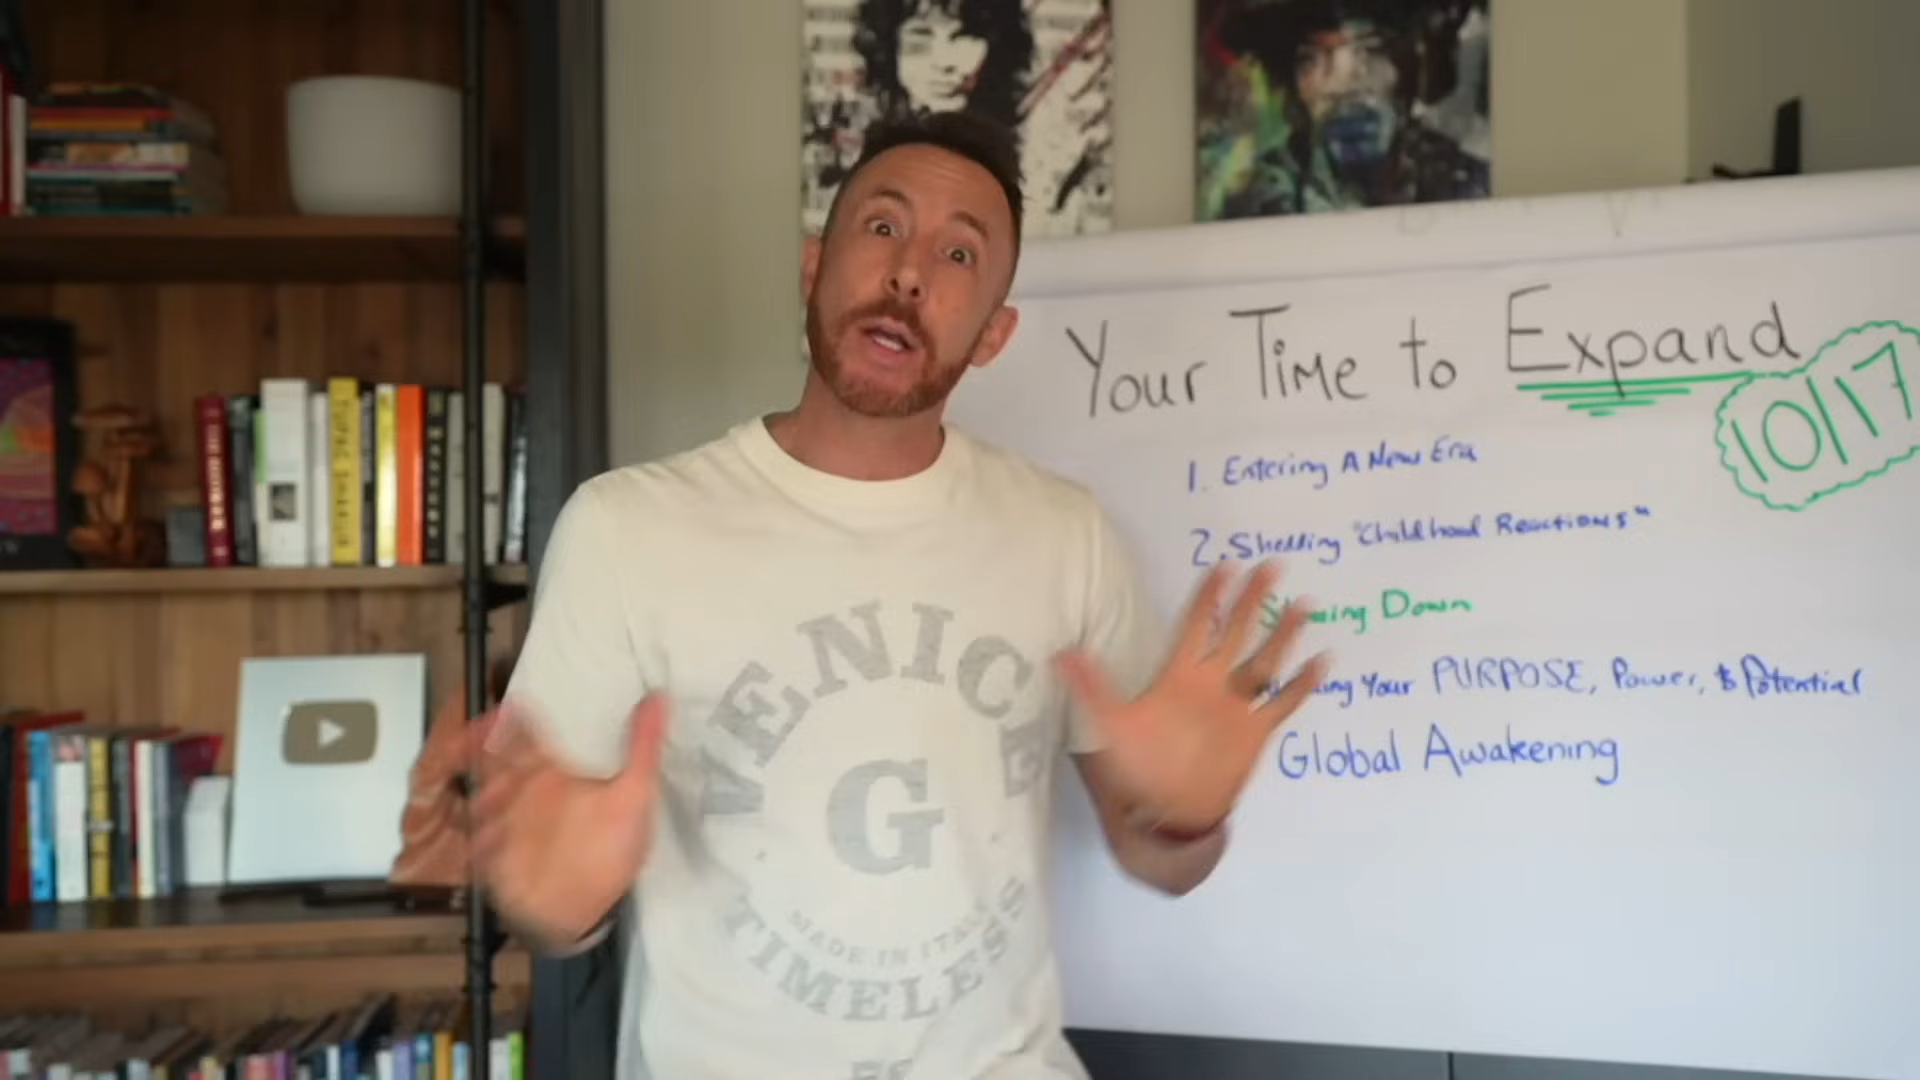 Your Time to Expand
10/17
1. Entering A New Era
2. Shedding "Childhood Reactions"
Down
Your PURPOSE, Power, & Potential
Global Awakening
VENICE
G
MADE IN ITALY
TIMELESS